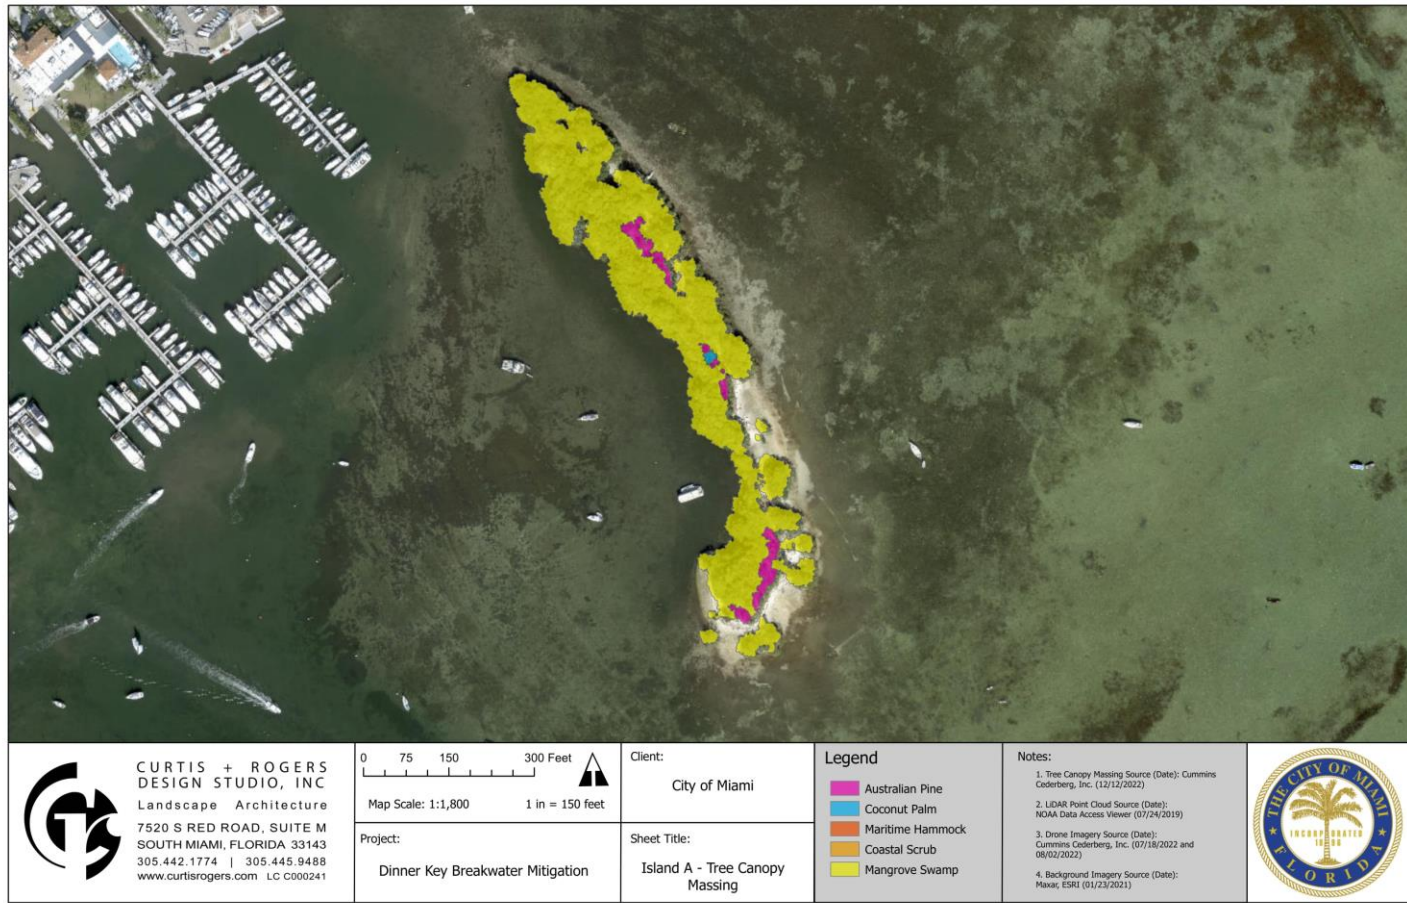 CURTIS + ROGERS
DESIGN STUDIO, INC
Landscape Architecture
7520 S RED ROAD, SUITE M
SOUTH MIAMI, FLORIDA 33143
305.442.1774 | 305.445.9488
www.curtisrogers.com LC C000241
0 75 150 300 Feet
Map Scale: 1:1,800 1 in = 150 feet
Project:
Dinner Key Breakwater Mitigation
Client:
City of Miami
Sheet Title:
Island A - Tree Canopy
Massing
Legend
Australian Pine
Coconut Palm
Maritime Hammock
Coastal Scrub
Mangrove Swamp
Notes:
1. Tree Canopy Massing Source (Date): Cummins
Cederberg, Inc. (12/12/2022)
2. LiDAR Point Cloud Source (Date):
NOAA Data Access Viewer (07/24/2019)
3. Drone Imagery Source (Date):
Cummins Cederberg, Inc. (07/18/2022 and
08/02/2022)
4. Background Imagery Source (Date):
Maxar, ESRI (01/23/2021)
THE CITY OF MIAMI
INCORPORATED
18 96
FLORIDA